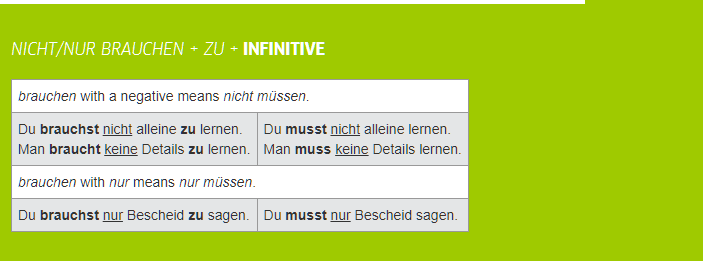 NICHT/NUR BRAUCHEN + ZU + INFINITIVE
brauchen with a negative means nicht müssen.
Du brauchst nicht alleine zu lernen.
Man braucht keine Details zu lernen.
Du musst nicht alleine lernen.
Man muss keine Details lernen.
brauchen with nur means nur müssen.
Du brauchst nur Bescheid zu sagen.
Du musst nur Bescheid sagen.